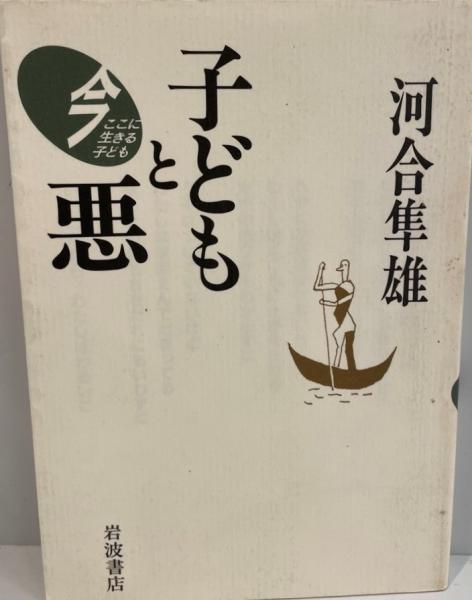 河合隼雄
子どもと
悪
今
ここに
生きる
子ども
岩波書店